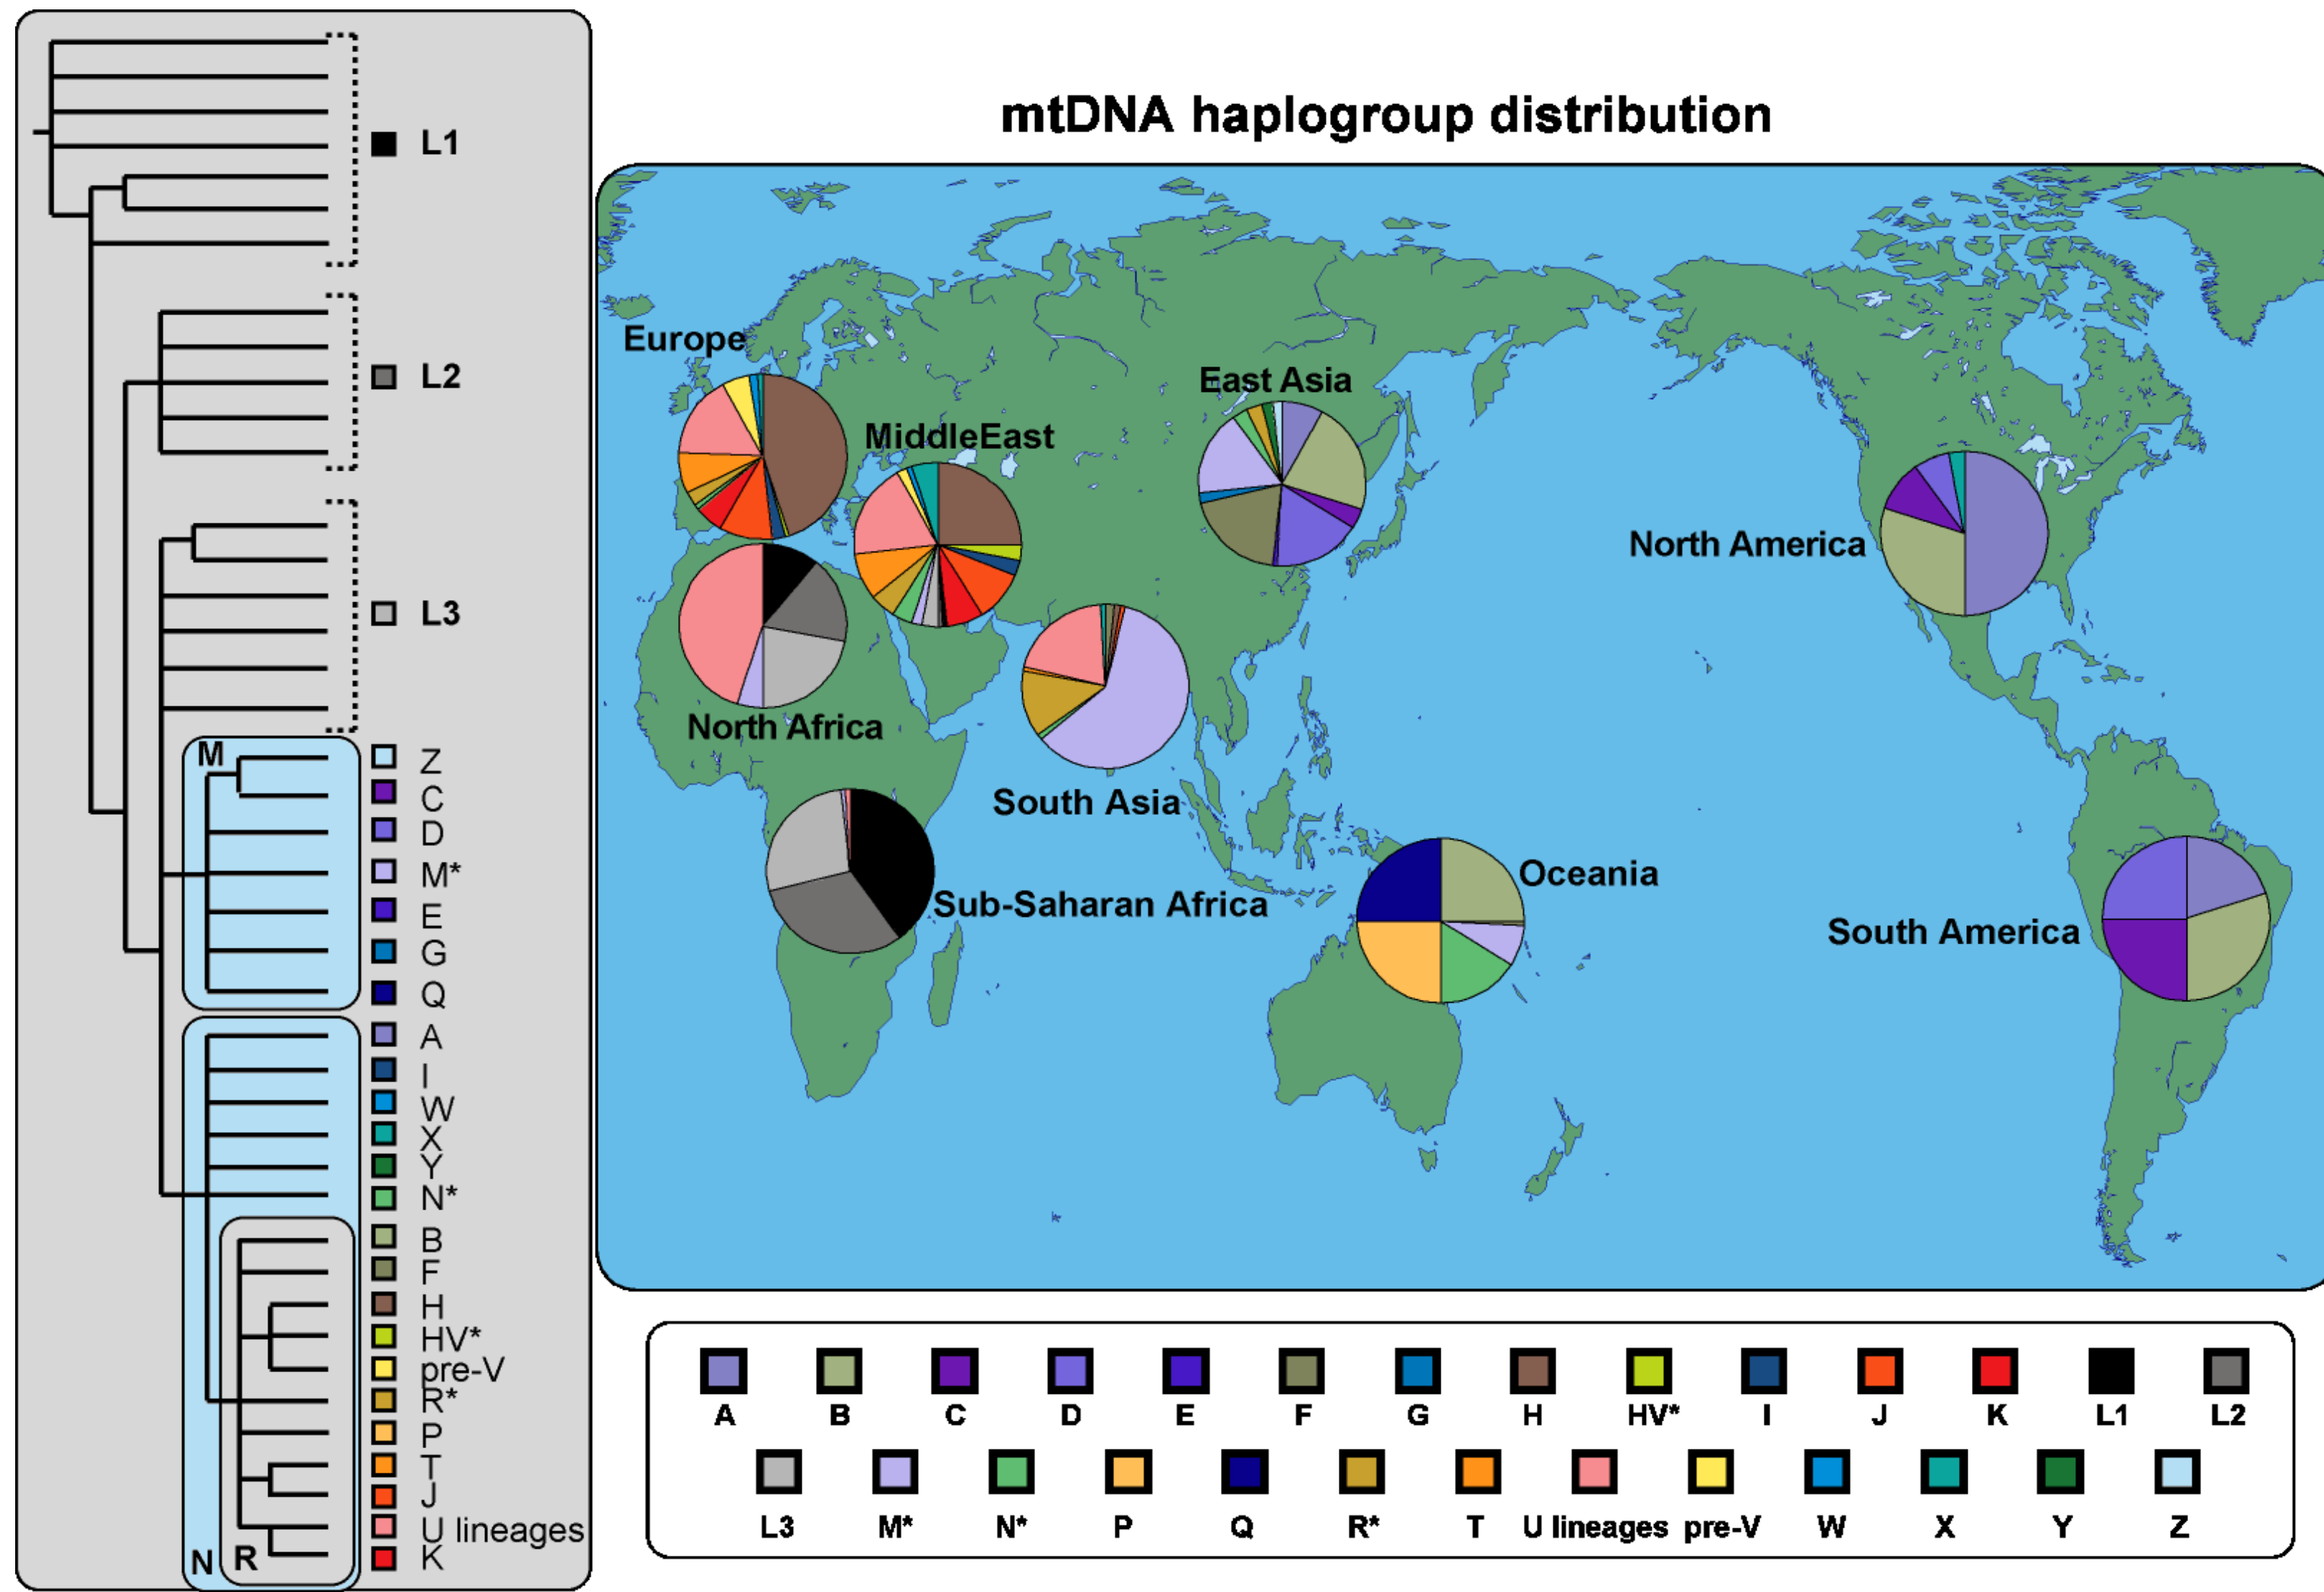 mtDNA haplogroup distribution
L1
L2
L3
M
Z
C
D
M*
E
G
Q
A
I
W
X
Y
N*
B
F
H
HV*
pre-V
R*
P
T
J
U lineages
K
N R
Europe
MiddleEast
East Asia
North America
North Africa
South Asia
Sub-Saharan Africa
Oceania
South America
A B C D E F G H HV* I J K L1 L2
L3 M* N* P Q R* T U lineages pre-V W X Y Z